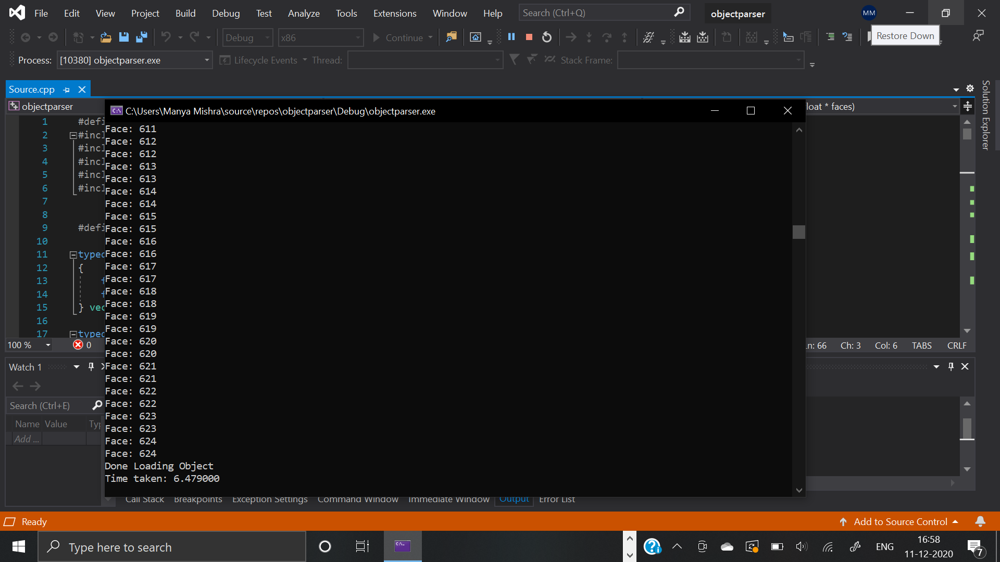 File Edit View Project Build Debug Test Analyze Tools Extensions Window Help Search (Ctrl+Q) objectparser MM
Debug x86 Continue Restore Down
Process: [10380] objectparser.exe Lifecycle Events Thread: Stack Frame:
Source.cpp
objectparser loat * faces)
C:\Users\Manya Mishra\source\repos\objectparser\Debug\objectparser.exe
1 #defi
2 #incl
3 #incl
4 #incl
5 #incl
6 #incl
7
8
9 #defi
10
11 typed
12 {
13 f
14 f
15 } vec
16
17 typed
Face: 611
Face: 612
Face: 612
Face: 613
Face: 613
Face: 614
Face: 614
Face: 615
Face: 615
Face: 616
Face: 616
Face: 617
Face: 617
Face: 618
Face: 618
Face: 619
Face: 619
Face: 620
Face: 620
Face: 621
Face: 621
Face: 622
Face: 622
Face: 623
Face: 623
Face: 624
Face: 624
Done Loading Object
Time taken: 6.479000
Solution Explorer
100 % 0 Ln: 66 Ch: 3 Col: 6 TABS CRLF
Watch 1
Search (Ctrl+E)
Name Value Typ
Add ...
Call Stack Breakpoints Exception Settings Command Window Immediate Window Output Error List
Ready Add to Source Control
Type here to search ENG 16:58
11-12-2020 7